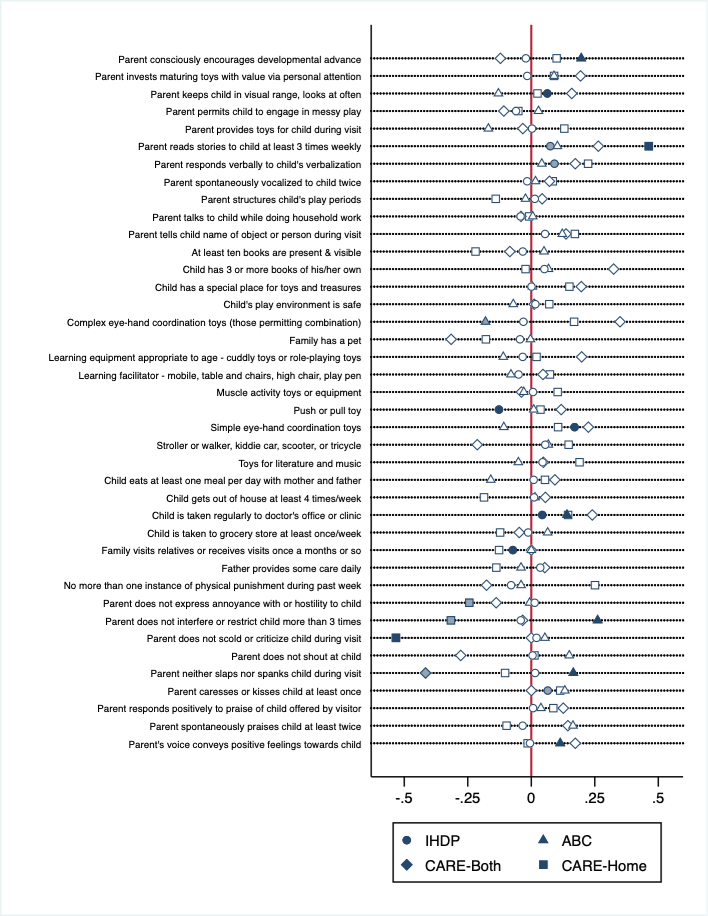 Parent consciously encourages developmental advance
Parent invests maturing toys with value via personal attention
Parent keeps child in visual range, looks at often
Parent permits child to engage in messy play
Parent provides toys for child during visit
Parent reads stories to child at least 3 times weekly
Parent responds verbally to child's verbalization
Parent spontaneously vocalized to child twice
Parent structures child's play periods
Parent talks to child while doing household work
Parent tells child name of object or person during visit
At least ten books are present & visible
Child has 3 or more books of his/her own
Child has a special place for toys and treasures
Child's play environment is safe
Complex eye-hand coordination toys (those permitting combination)
Family has a pet
Learning equipment appropriate to age - cuddly toys or role-playing toys
Learning facilitator - mobile, table and chairs, high chair, play pen
Muscle activity toys or equipment
Push or pull toy
Simple eye-hand coordination toys
Stroller or walker, kiddie car, scooter, or tricycle
Toys for literature and music
Child eats at least one meal per day with mother and father
Child gets out of house at least 4 times/week
Child is taken regularly to doctor's office or clinic
Child is taken to grocery store at least once/week
Family visits relatives or receives visits once a months or so
Father provides some care daily
No more than one instance of physical punishment during past week
Parent does not express annoyance with or hostility to child
Parent does not interfere or restrict child more than 3 times
Parent does not scold or criticize child during visit
Parent does not shout at child
Parent neither slaps nor spanks child during visit
Parent caresses or kisses child at least once
Parent responds positively to praise of child offered by visitor
Parent spontaneously praises child at least twice
Parent's voice conveys positive feelings towards child
-.5 -.25 0 .25 .5
IHDP ABC
CARE-Both CARE-Home